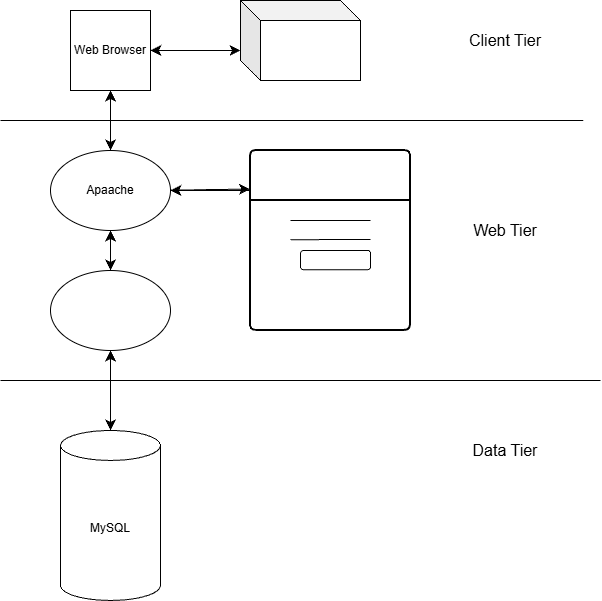 Web Browser
Client Tier
Apaache
Web Tier
Data Tier
MySQL